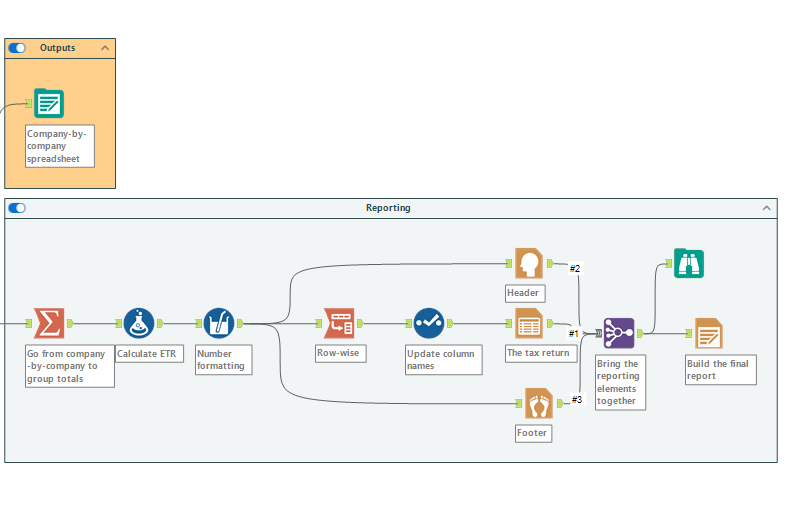 Outputs
Company-by-
company
spreadsheet
Reporting
#2
Header
Go from company
-by-company to
group totals
Calculate ETR
Number
formatting
Row-wise
Update column
names
#1
The tax return
Bring the
reporting
elements
together
Build the final
report
#3
Footer